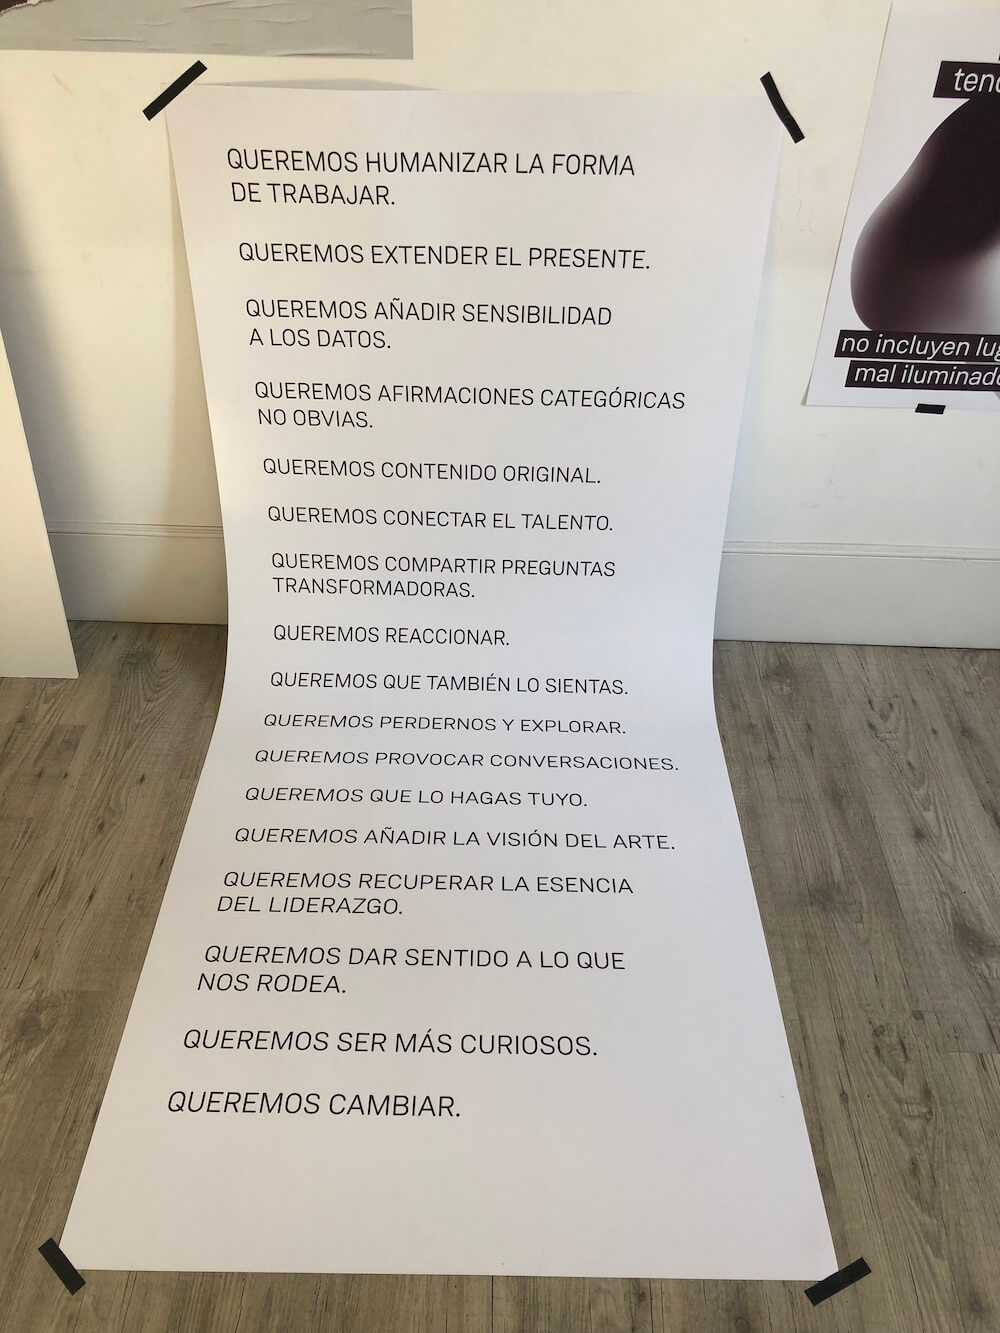 QUEREMOS HUMANIZAR LA FORMA
DE TRABAJAR.
QUEREMOS EXTENDER EL PRESENTE.
QUEREMOS AÑADIR SENSIBILIDAD
A LOS DATOS.
QUEREMOS AFIRMACIONES CATEGÓRICAS
NO OBVIAS.
QUEREMOS CONTENIDO ORIGINAL.
QUEREMOS CONECTAR EL TALENTO.
QUEREMOS COMPARTIR PREGUNTAS
TRANSFORMADORAS.
QUEREMOS REACCIONAR.
QUEREMOS QUE TAMBIÉN LO SIENTAS.
QUEREMOS PERDERNOS Y EXPLORAR.
QUEREMOS PROVOCAR CONVERSACIONES.
QUEREMOS QUE LO HAGAS TUYO.
QUEREMOS AÑADIR LA VISIÓN DEL ARTE.
QUEREMOS RECUPERAR LA ESENCIA
DEL LIDERAZGO.
QUEREMOS DAR SENTIDO A LO QUE
NOS RODEA.
QUEREMOS SER MÁS CURIOSOS.
QUEREMOS CAMBIAR.
no incluyen
mal